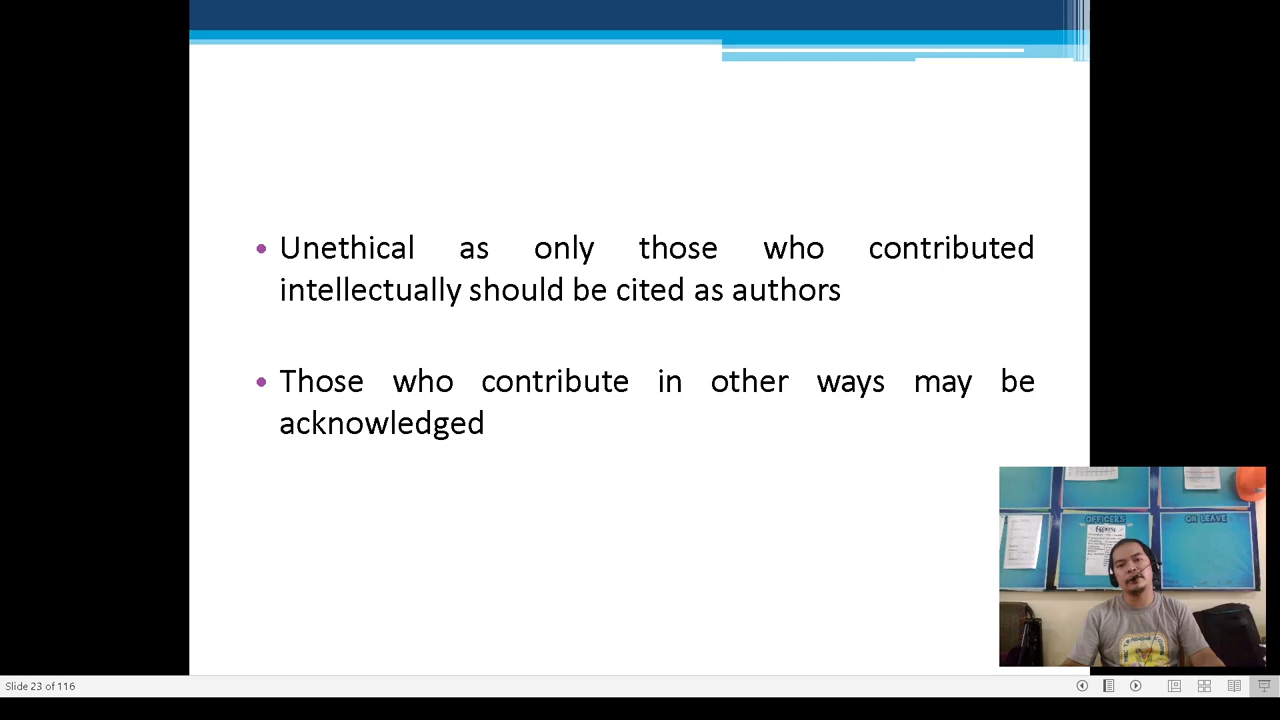 • Unethical as only those who contributed
intellectually should be cited as authors
• Those who contribute in other ways may be
acknowledged
OFFICERS
ON LEAVE
Slide 23 of 116